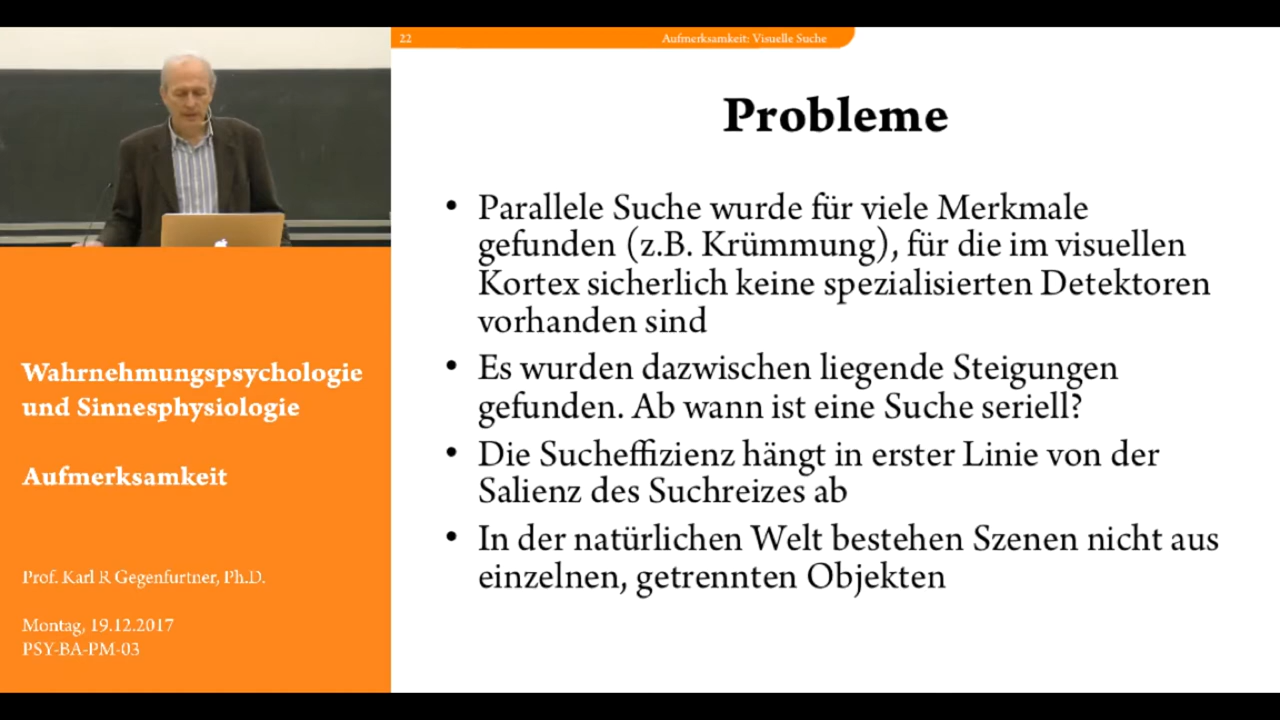 22
Aufmerksamkeit: Visuelle Suche
Probleme
• Parallele Suche wurde für viele Merkmale
gefunden (z.B. Krümmung), für die im visuellen
Kortex sicherlich keine spezialisierten Detektoren
vorhanden sind
• Es wurden dazwischen liegende Steigungen
gefunden. Ab wann ist eine Suche seriell?
• Die Sucheffizienz hängt in erster Linie von der
Salienz des Suchreizes ab
• In der natürlichen Welt bestehen Szenen nicht aus
einzelnen, getrennten Objekten
Wahrnehmungspsychologie
und Sinnesphysiologie
Aufmerksamkeit
Prof. Karl R Gegenfurtner, Ph.D.
Montag, 19.12.2017
PSY-BA-PM-03